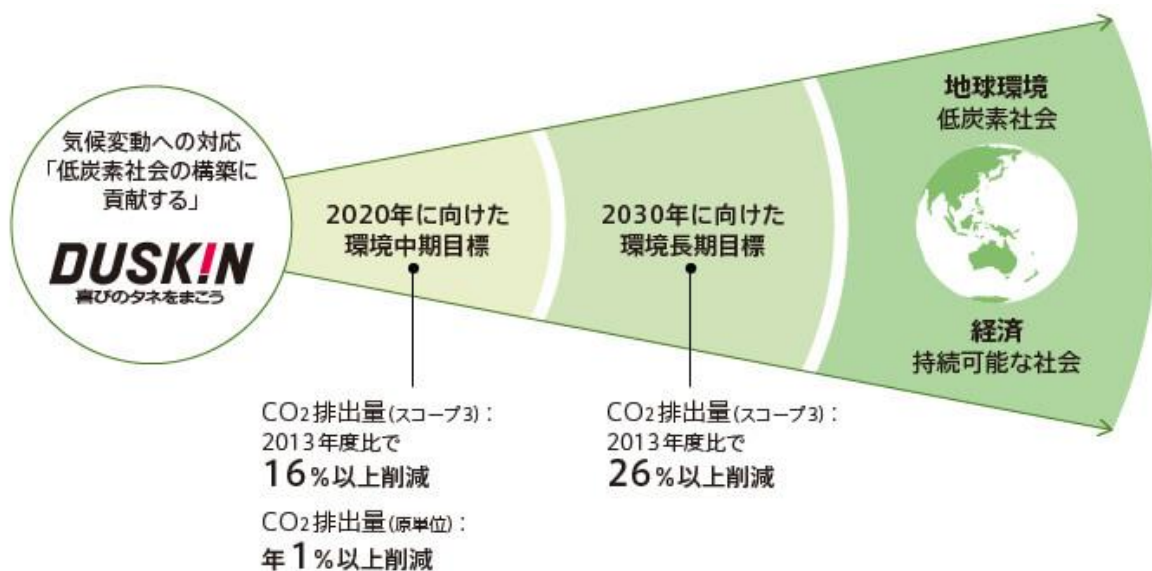 気候変動への対応
「低炭素社会の構築に
貢献する」
DUSKIN
喜びのタネをまこう
2020年に向けた
環境中期目標
2030年に向けた
環境長期目標
地球環境
低炭素社会
経済
持続可能な社会
CO2排出量(スコープ3)：
2013年度比で
16%以上削減
CO2排出量(原単位)：
年1%以上削減
CO2排出量(スコープ3)：
2013年度比で
26%以上削減